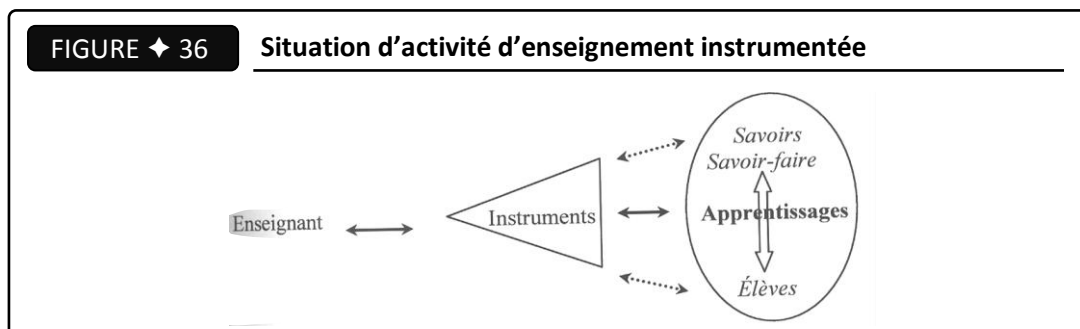 FIGURE ✦ 36
Situation d’activité d’enseignement instrumentée
Savoirs
Savoir-faire
Enseignant
Instruments
Apprentissages
Élèves